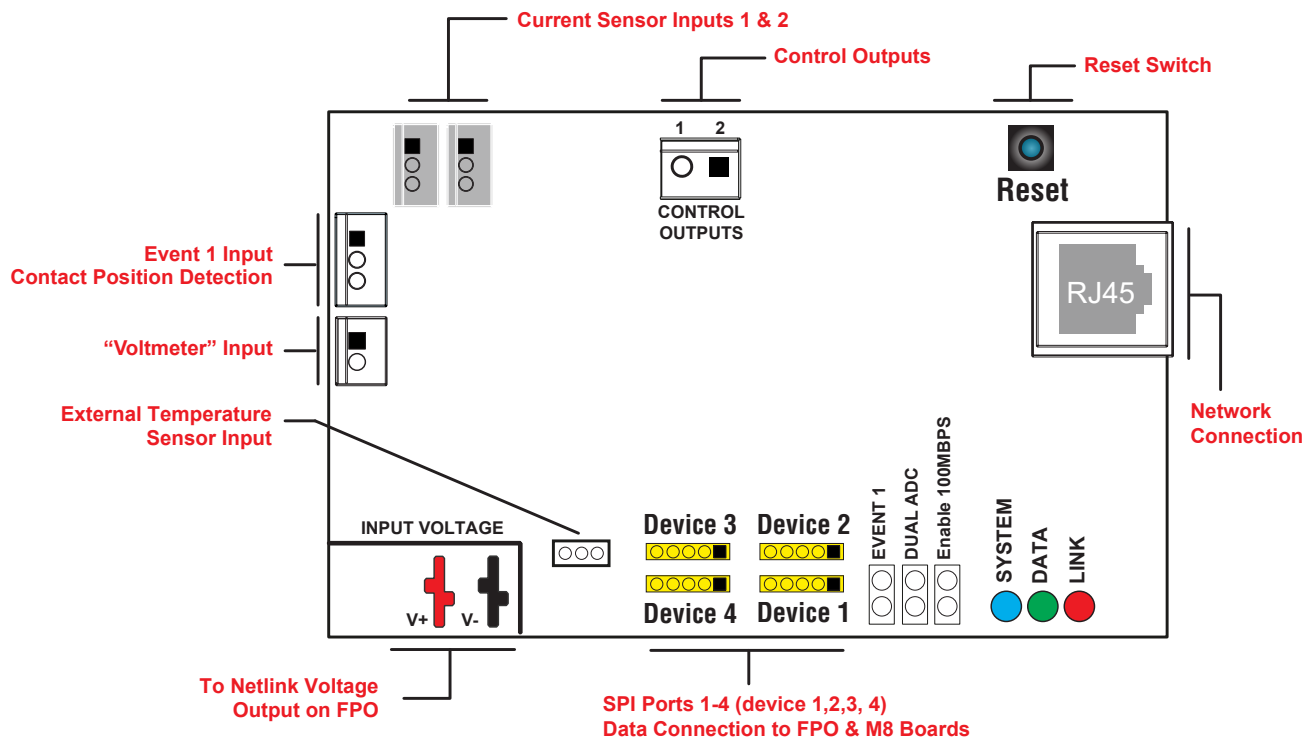 Current Sensor Inputs 1 & 2
Control Outputs
Reset Switch
1 2
CONTROL
OUTPUTS
Reset
Event 1 Input
Contact Position Detection
RJ45
“Voltmeter” Input
External Temperature
Sensor Input
Network
Connection
INPUT VOLTAGE
V+ V-
Device 3 Device 2
Device 4 Device 1
EVENT 1
DUAL ADC
Enable 100MBPS
SYSTEM
DATA
LINK
To Netlink Voltage
Output on FPO
SPI Ports 1-4 (device 1,2,3, 4)
Data Connection to FPO & M8 Boards